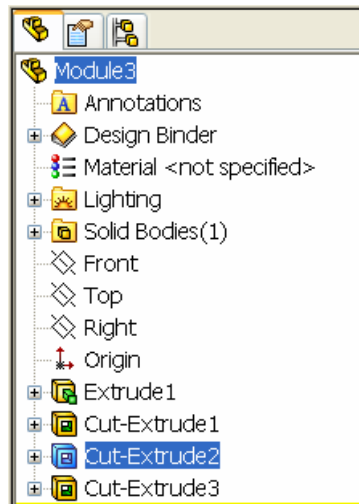 Module3
A Annotations
Design Binder
Material <not specified>
Lighting
Solid Bodies(1)
Front
Top
Right
Origin
Extrude1
Cut-Extrude1
Cut-Extrude2
Cut-Extrude3